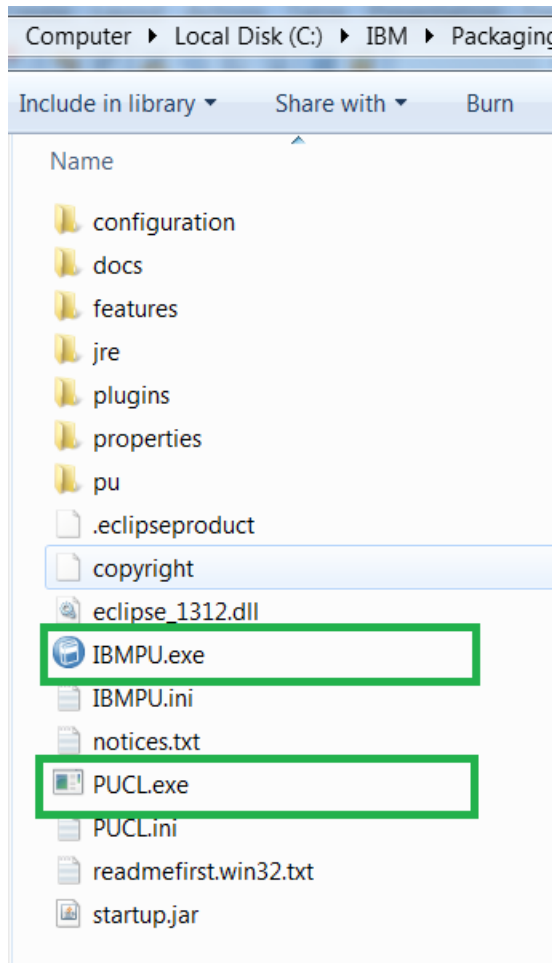 Computer ▸ Local Disk (C:) ▸ IBM ▸ Packaging
Include in library ▾ Share with ▾ Burn
Name
configuration
docs
features
jre
plugins
properties
pu
.eclipseproduct
copyright
eclipse_1312.dll
IBMPU.exe
IBMPU.ini
notices.txt
PUCL.exe
PUCL.ini
readmefirst.win32.txt
startup.jar